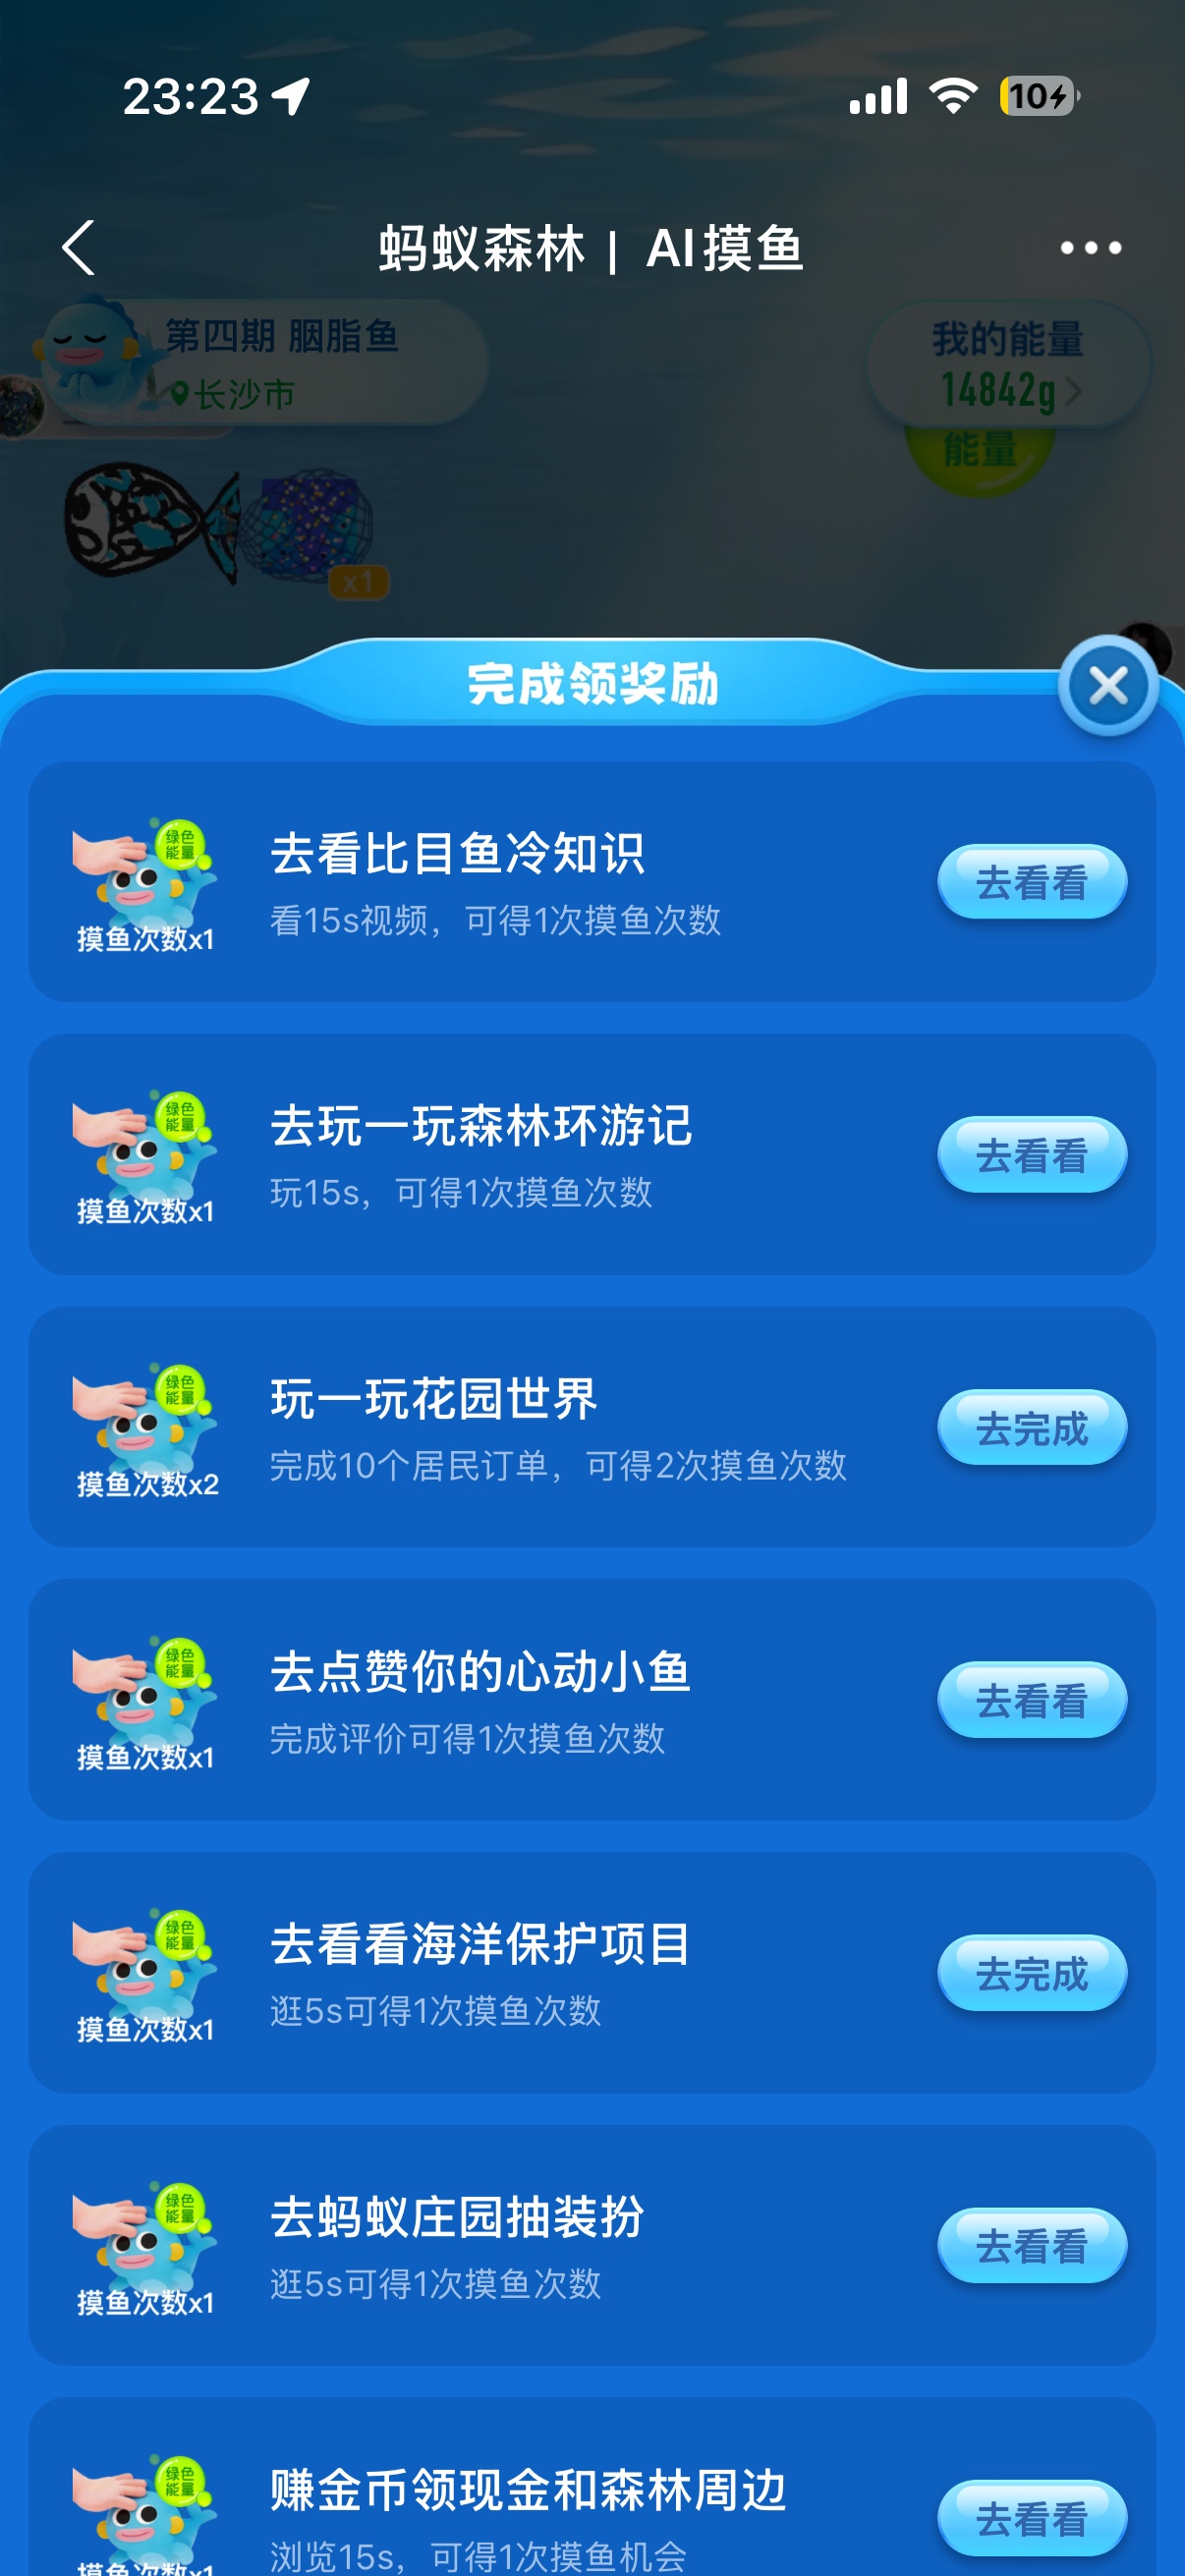 23:23
10
蚂蚁森林 | AI摸鱼
第四期 胭脂鱼
长沙市
我的能量
14842g
能量
x1
完成领奖励
绿色
能量
摸鱼次数x1
去看比目鱼冷知识
看15s视频，可得1次摸鱼次数
去看看
绿色
能量
摸鱼次数x1
去玩一玩森林环游记
玩15s，可得1次摸鱼次数
去看看
绿色
能量
摸鱼次数x2
玩一玩花园世界
完成10个居民订单，可得2次摸鱼次数
去完成
绿色
能量
摸鱼次数x1
去点赞你的心动小鱼
完成评价可得1次摸鱼次数
去看看
绿色
能量
摸鱼次数x1
去看看海洋保护项目
逛5s可得1次摸鱼次数
去完成
绿色
能量
摸鱼次数x1
去蚂蚁庄园抽装扮
逛5s可得1次摸鱼次数
去看看
绿色
能量
摸鱼次数x1
赚金币领现金和森林周边
浏览15s，可得1次摸鱼机会
去看看